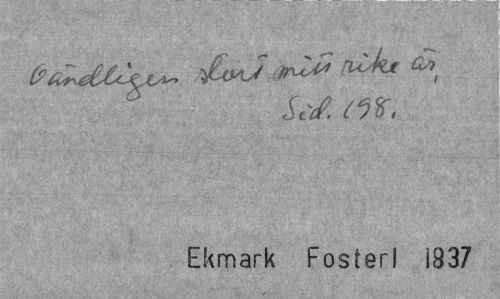 Oändligen stort mitt rike är,
Sid. 198.
Ekmark Fosterl 1837